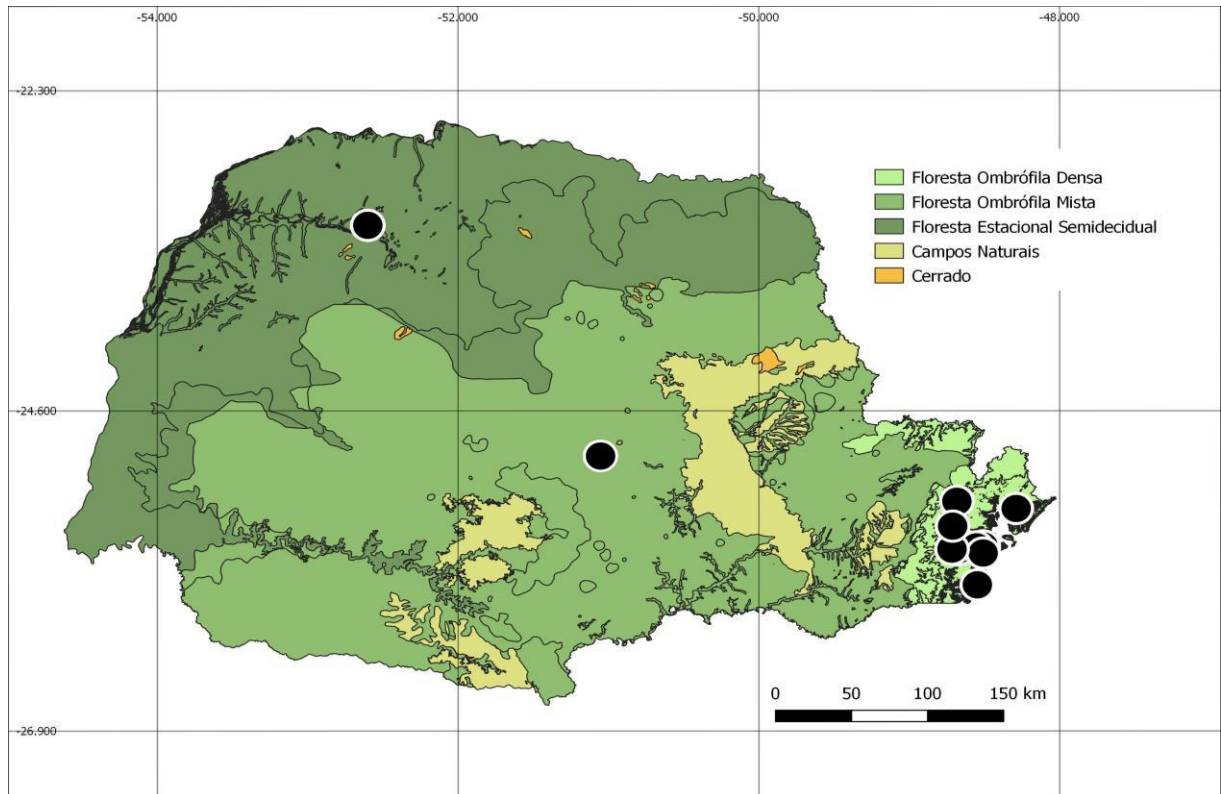 -54.000 -52.000 -50.000 -48.000
-22.300
Floresta Ombrófila Densa
Floresta Ombrófila Mista
Floresta Estacional Semidecidual
Campos Naturais
Cerrado
-24.600
0 50 100 150 km
-26.900